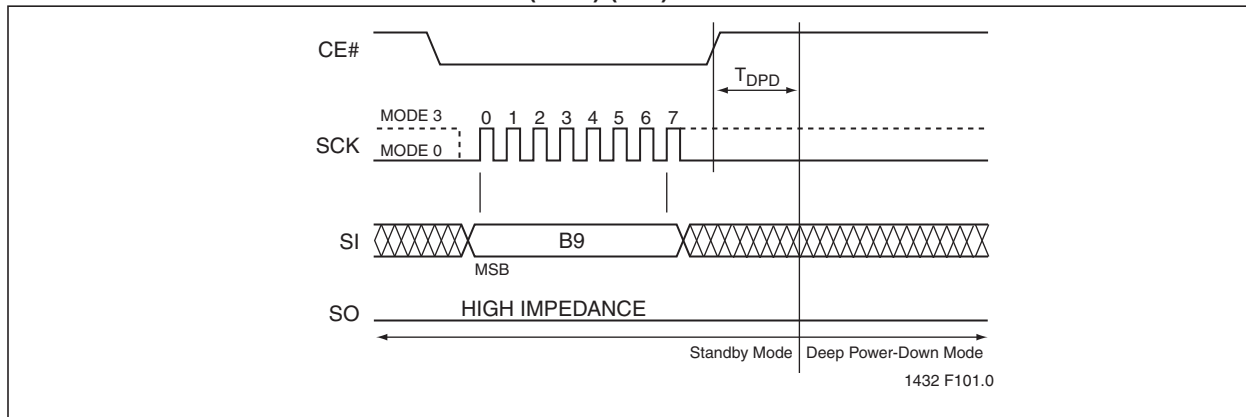 CE#
TDPD
MODE 3
0 1 2 3 4 5 6 7
SCK
MODE 0
SI
B9
MSB
SO
HIGH IMPEDANCE
Standby Mode Deep Power-Down Mode
1432 F101.0